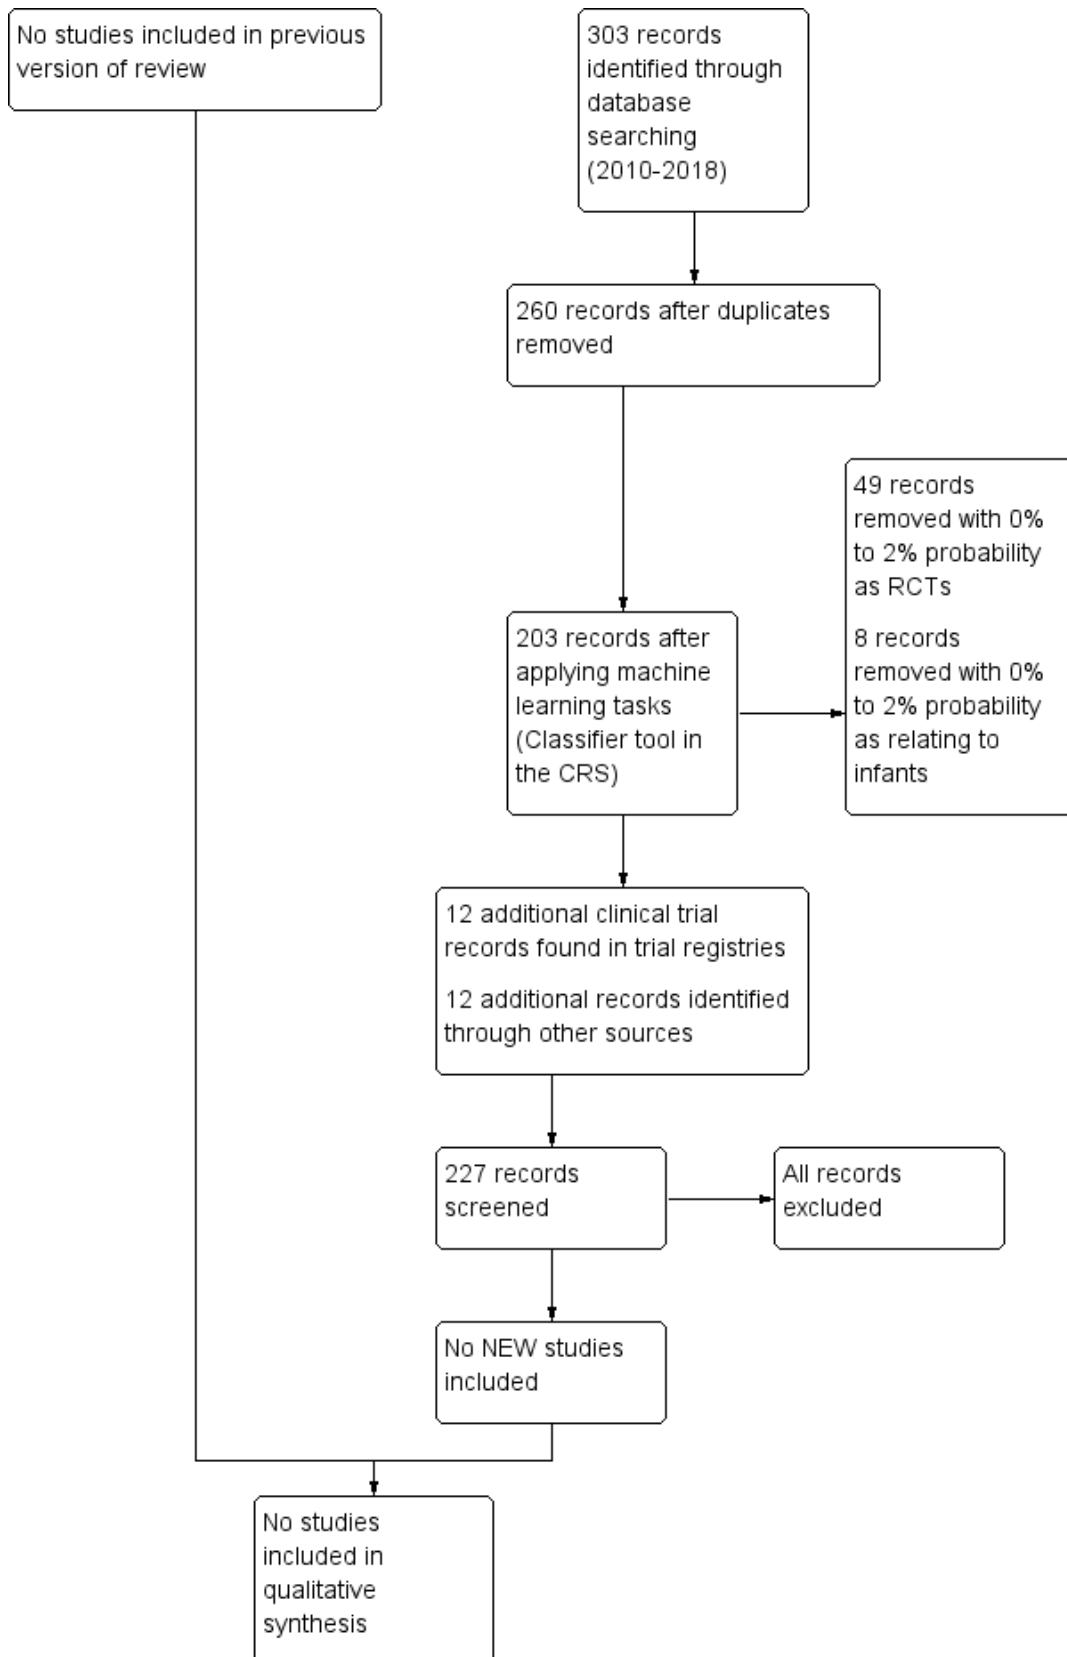 No studies included in previous
version of review
303 records
identified through
database
searching
(2010-2018)
260 records after duplicates
removed
49 records
removed with 0%
to 2% probability
as RCTs
8 records
removed with 0%
to 2% probability
as relating to
infants
203 records after
applying machine
learning tasks
(Classifier tool in
the CRS)
12 additional clinical trial
records found in trial registries
12 additional records identified
through other sources
227 records
screened
All records
excluded
No NEW studies
included
No studies
included in
qualitative
synthesis